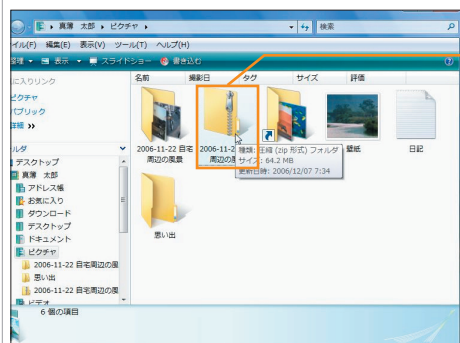 真薄 太郎 ▸ ピクチャ ▸
検索
イル(F) 編集(E) 表示(V) ツール(T) ヘルプ(H)
整理 表示 スライドショー 書き込む
に入りリンク
名前 撮影日 タグ サイズ 評価
ピクチャ
パブリック
詳細 >>
ルダ
デスクトップ
真薄 太郎
アドレス帳
お気に入り
ダウンロード
デスクトップ
ドキュメント
ピクチャ
2006-11-22 自宅周辺の風
思い出
2006-11-22 自宅周辺の風
ビデオ
2006-11-22 自宅
周辺の風景
2006-11-2
周辺の風
種類: 圧縮 (zip 形式) フォルダ
サイズ: 64.2 MB
更新日時: 2006/12/07 7:34
壁紙
日記
思い出
6 個の項目